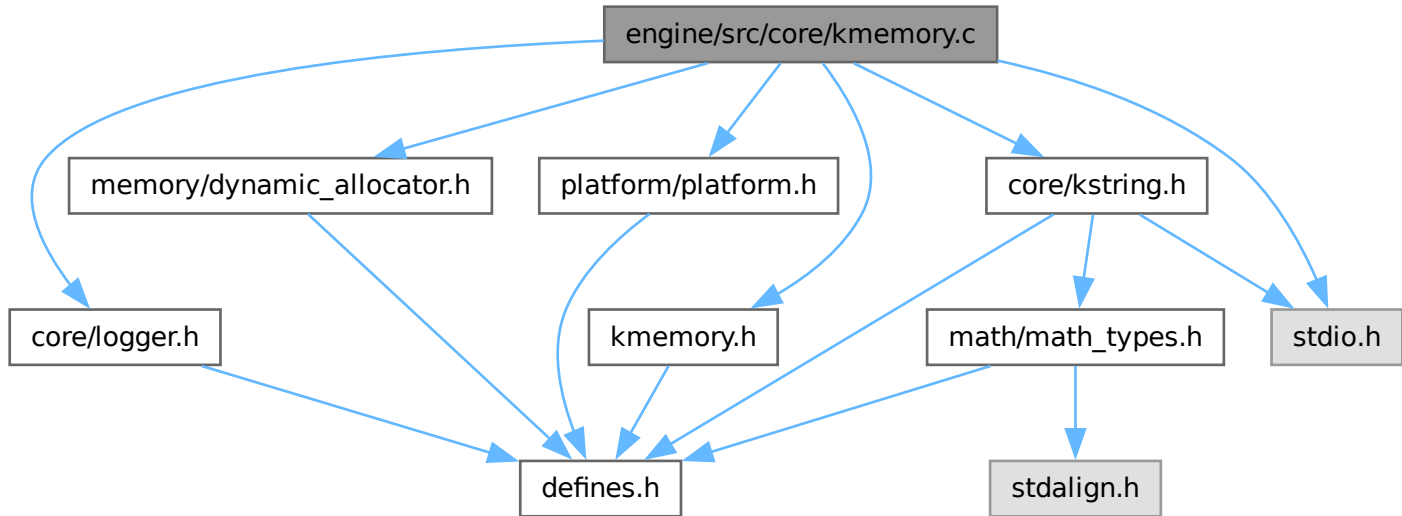 engine/src/core/kmemory.c
memory/dynamic_allocator.h
platform/platform.h
core/kstring.h
core/logger.h
kmemory.h
math/math_types.h
stdio.h
defines.h
stdalign.h